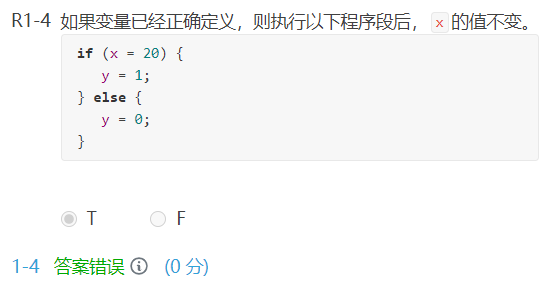 R1-4 如果变量已经正确定义，则执行以下程序段后， x 的值不变。
if (x = 20) {
y = 1;
} else {
y = 0;
}
T F
1-4 答案错误 (0 分)